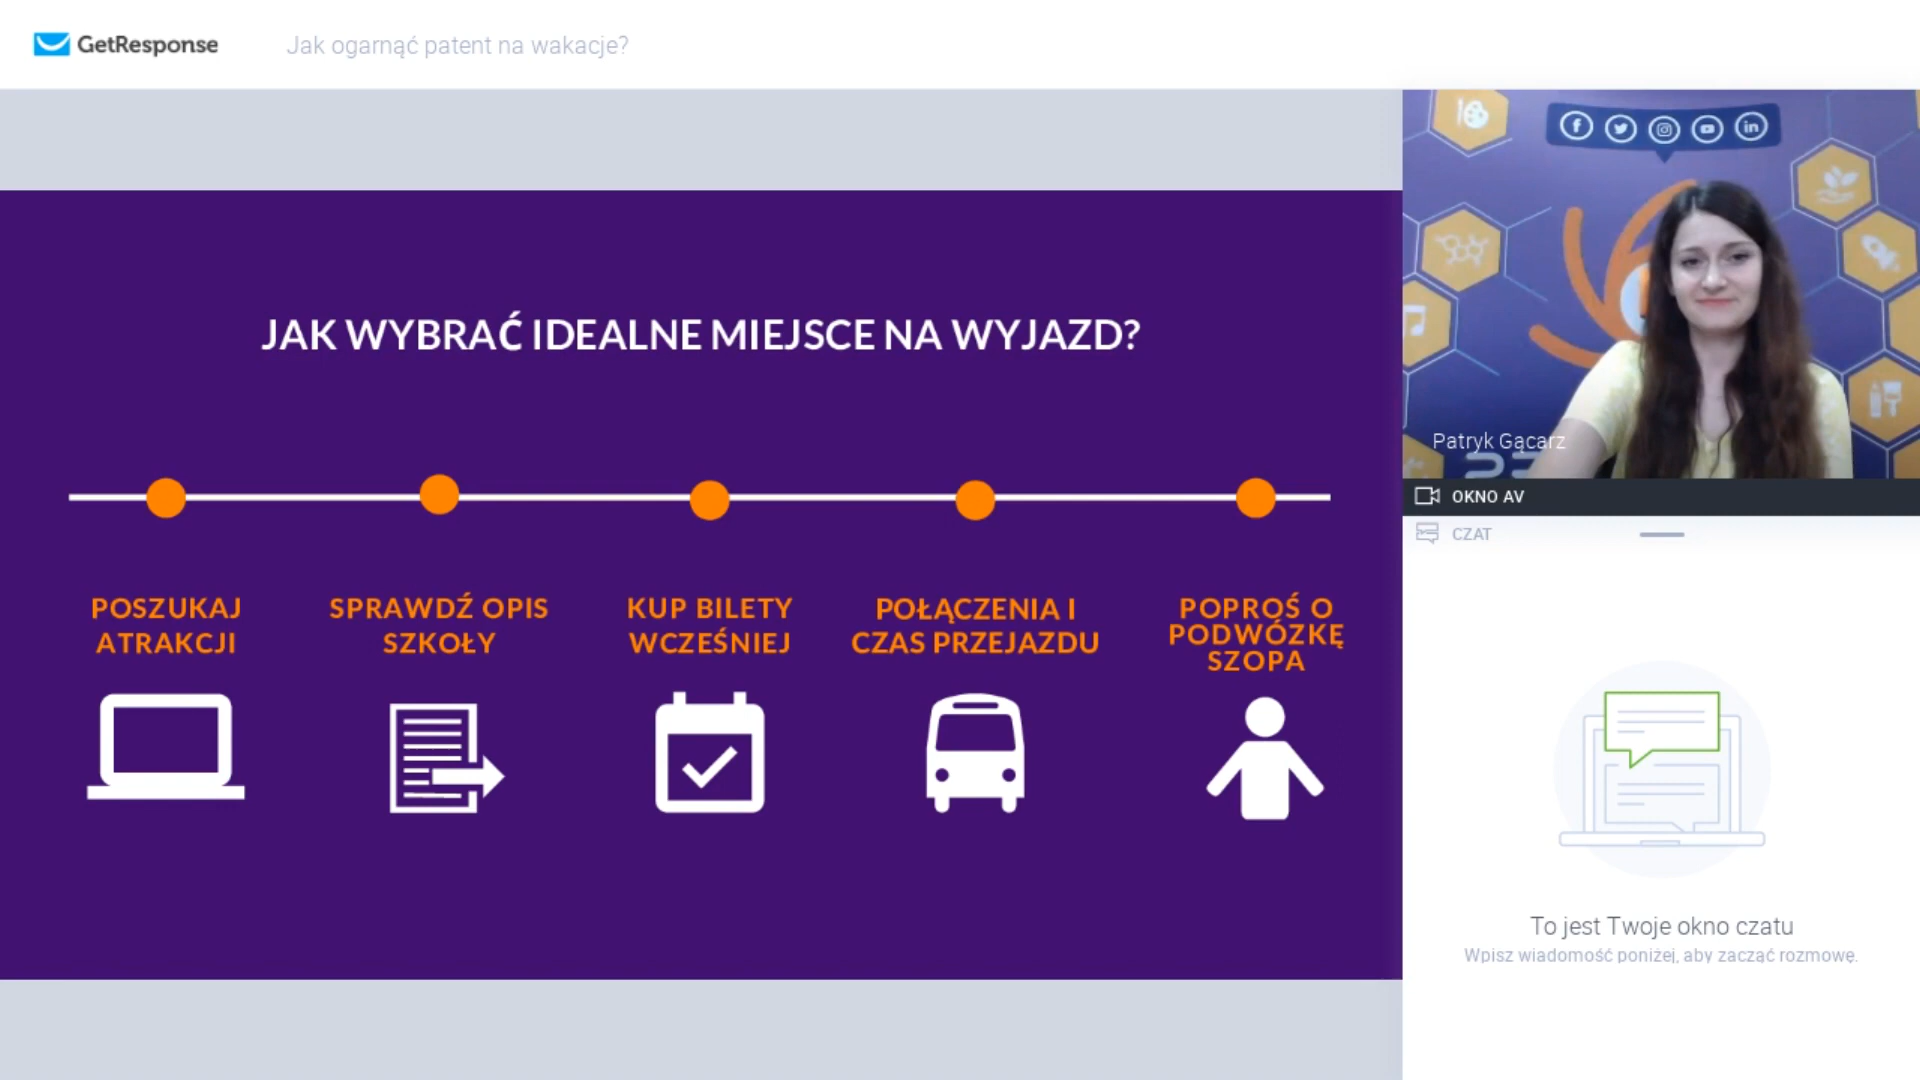 GetResponse
Jak ogarnąć patent na wakacje?
JAK WYBRAĆ IDEALNE MIEJSCE NA WYJAZD?
POSZUKAJ
ATRAKCJI
SPRAWDŹ OPIS
SZKOŁY
KUP BILETY
WCZEŚNIEJ
POŁĄCZENIA I
CZAS PRZEJAZDU
POPROŚ O
PODWÓZKĘ
SZOPA
in
Patryk Gącarz
OKNO AV
CZAT
To jest Twoje okno czatu
Wpisz wiadomość poniżej, aby zacząć rozmowę.